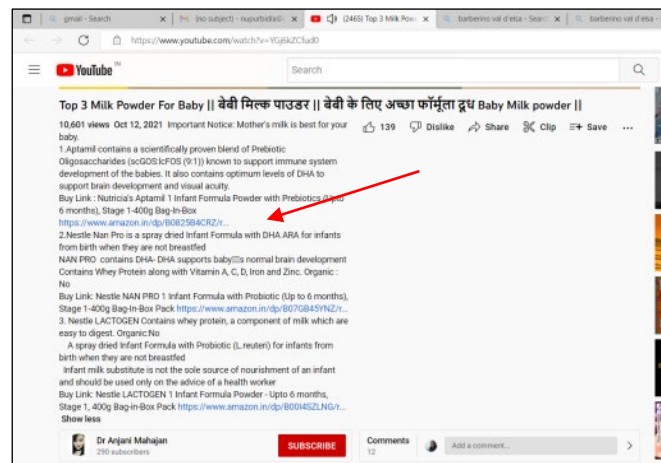 gmail - Search
(no subject) - nupurbidla@
(2465) Top 3 Milk Pow
barberino val d'elsa - Sear
barberino val d'elsa -
https://www.youtube.com/watch?v=YGj6kZCfud0
YouTube IN
Search
Top 3 Milk Powder For Baby || बेबी मिल्क पाउडर || बेबी के लिए अच्छा फॉर्मूला दूध Baby Milk powder ||
10,601 views Oct 12, 2021 Important Notice: Mother's milk is best for your
baby.
139 Dislike Share Clip Save ...
1.Aptamil contains a scientifically proven blend of Prebiotic
Oligosaccharides (scGOS:lcFOS (9:1)) known to support immune system
development of the babies. It also contains optimum levels of DHA to
support brain development and visual acuity.
Buy Link : Nutricia's Aptamil 1 Infant Formula Powder with Prebiotics (Upto
6 months), Stage 1-400g Bag-In-Box
https://www.amazon.in/dp/B0825B4CRZ/r...
2.Nestle Nan Pro is a spray dried Infant Formula with DHA ARA for infants
from birth when they are not breastfed
NAN PRO contains DHA- DHA supports baby s normal brain development
Contains Whey Protein along with Vitamin A, C, D, Iron and Zinc. Organic :
No
Buy Link: Nestle NAN PRO 1 Infant Formula with Probiotic (Up to 6 months),
Stage 1-400g Bag-In-Box Pack https://www.amazon.in/dp/B07GB45YNZ/r...
3. Nestle LACTOGEN Contains whey protein, a component of milk which are
easy to digest. Organic:No
A spray dried Infant Formula with Probiotic (L.reuteri) for infants from
birth when they are not breastfed
Infant milk substitute is not the sole source of nourishment of an infant
and should be used only on the advice of a health worker
Buy Link: Nestle LACTOGEN 1 Infant Formula Powder - Upto 6 months,
Stage 1, 400g Bag-in-Box Pack https://www.amazon.in/dp/B00I4SZLNG/r...
Show less
Dr Anjani Mahajan
290 subscribers
SUBSCRIBE
Comments
12
Add a comment...